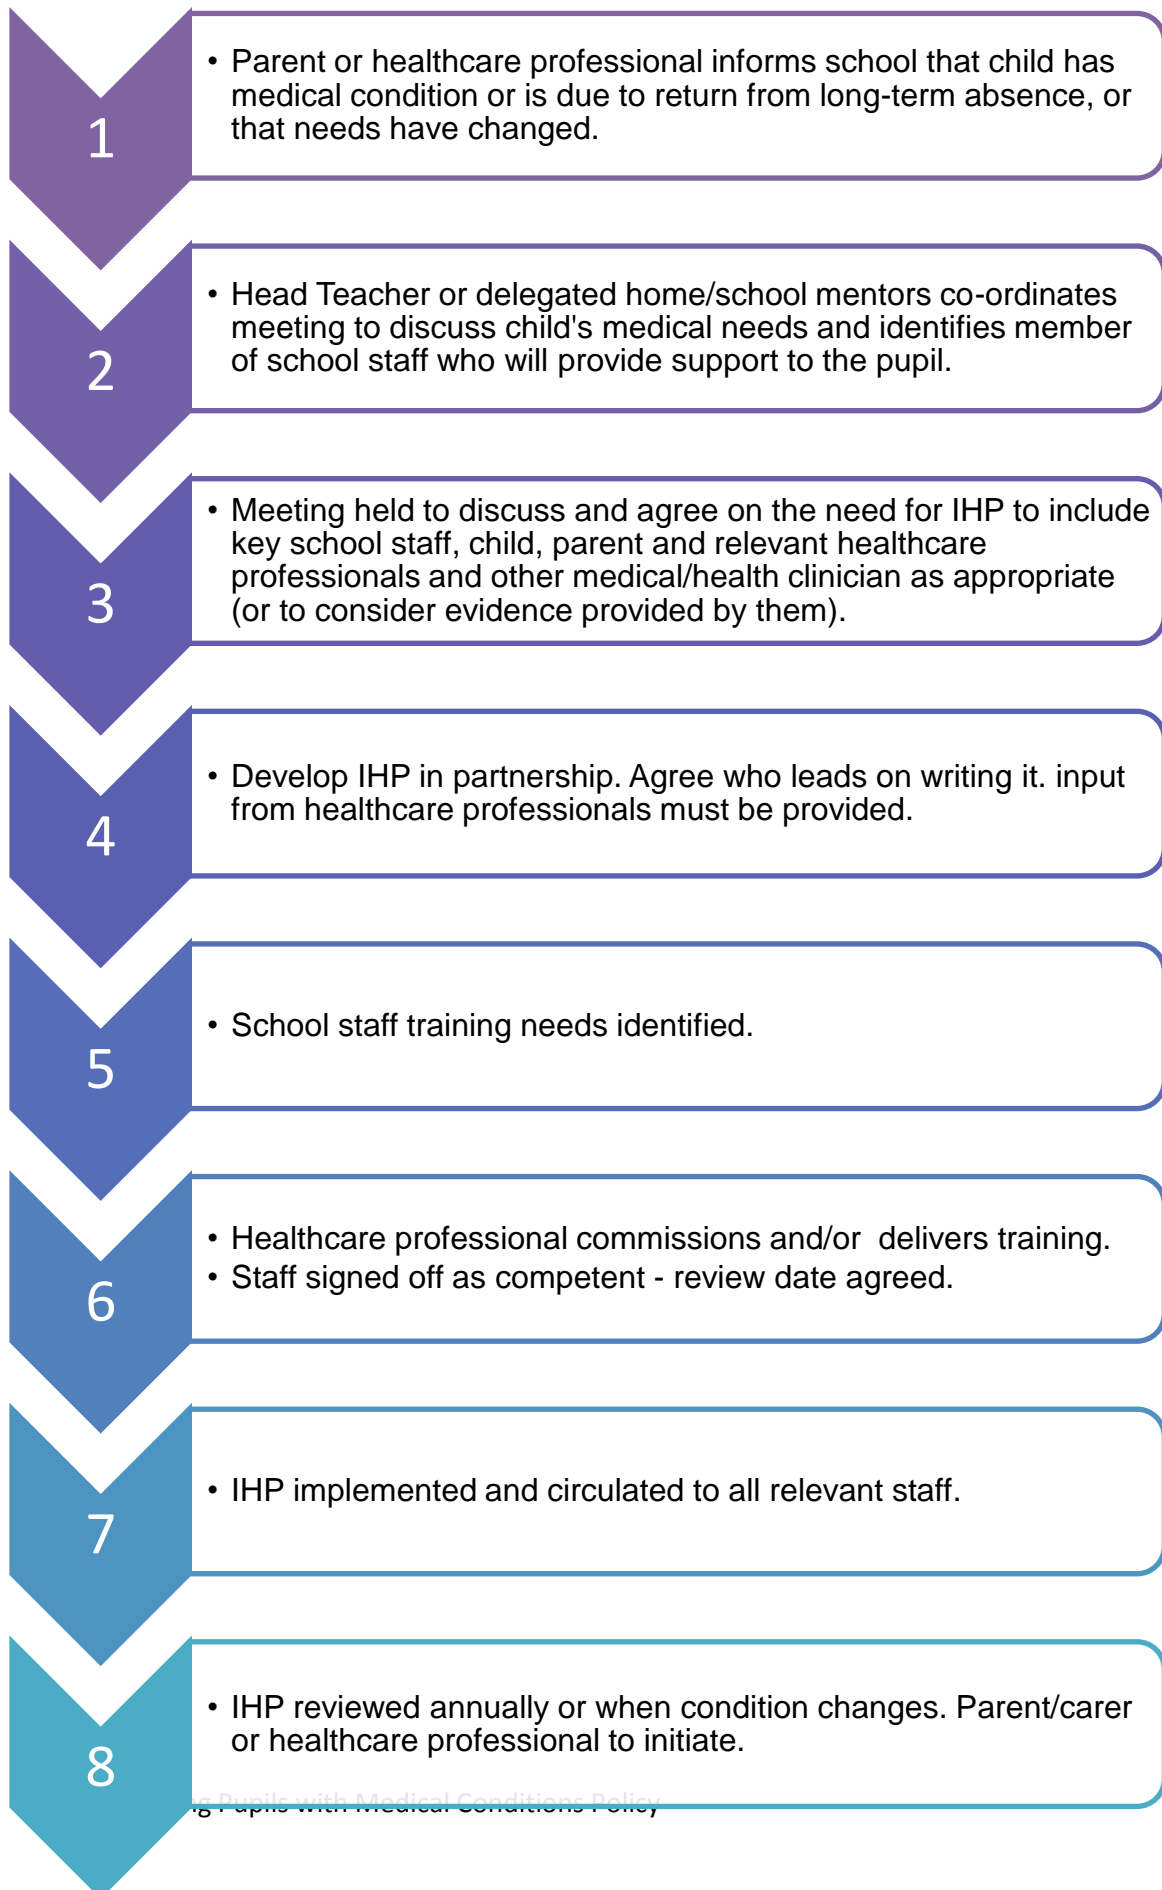 1
• Parent or healthcare professional informs school that child has
medical condition or is due to return from long-term absence, or
that needs have changed.
2
• Head Teacher or delegated home/school mentors co-ordinates
meeting to discuss child's medical needs and identifies member
of school staff who will provide support to the pupil.
3
• Meeting held to discuss and agree on the need for IHP to include
key school staff, child, parent and relevant healthcare
professionals and other medical/health clinician as appropriate
(or to consider evidence provided by them).
4
• Develop IHP in partnership. Agree who leads on writing it. input
from healthcare professionals must be provided.
5
• School staff training needs identified.
6
• Healthcare professional commissions and/or  delivers training.
• Staff signed off as competent - review date agreed.
7
• IHP implemented and circulated to all relevant staff.
8
• IHP reviewed annually or when condition changes. Parent/carer
or healthcare professional to initiate.
Pupils with Medical Conditions Policy